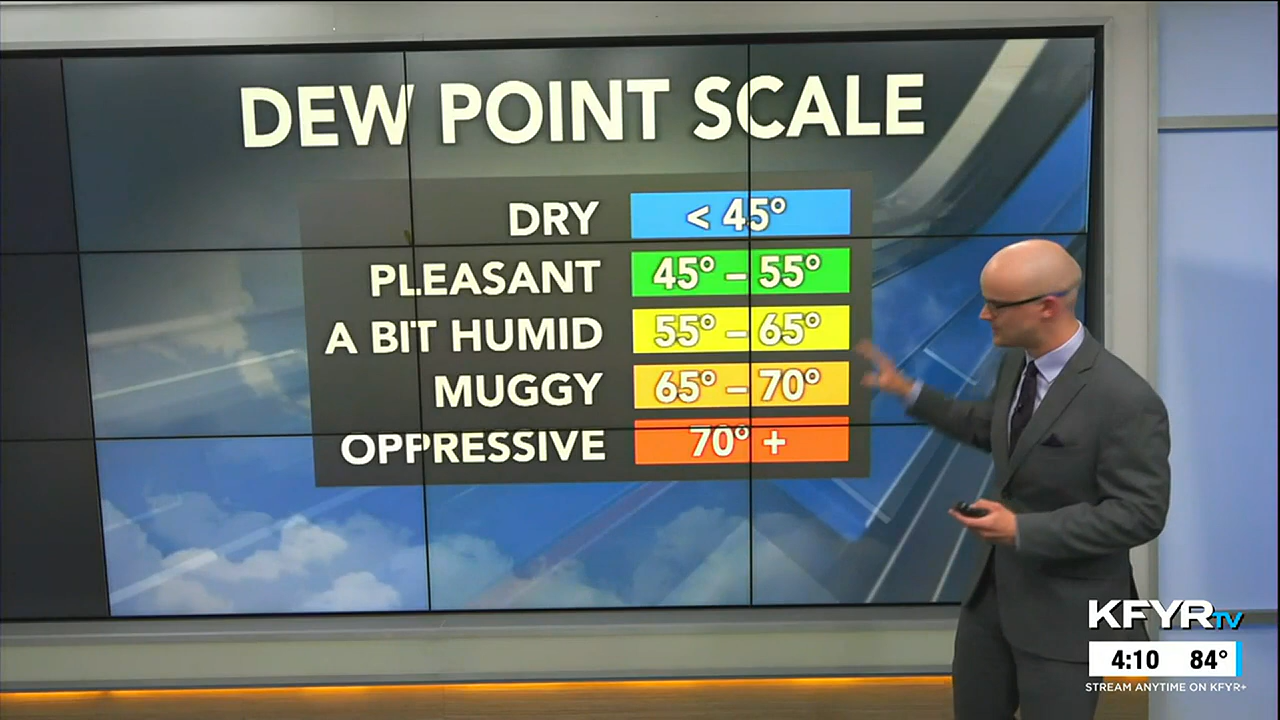 DEW POINT SCALE
DRY < 45°
PLEASANT 45° – 55°
A BIT HUMID 55° – 65°
MUGGY 65° – 70°
OPPRESSIVE 70° +
KFYRTV
4:10 84°
STREAM ANYTIME ON KFYR+